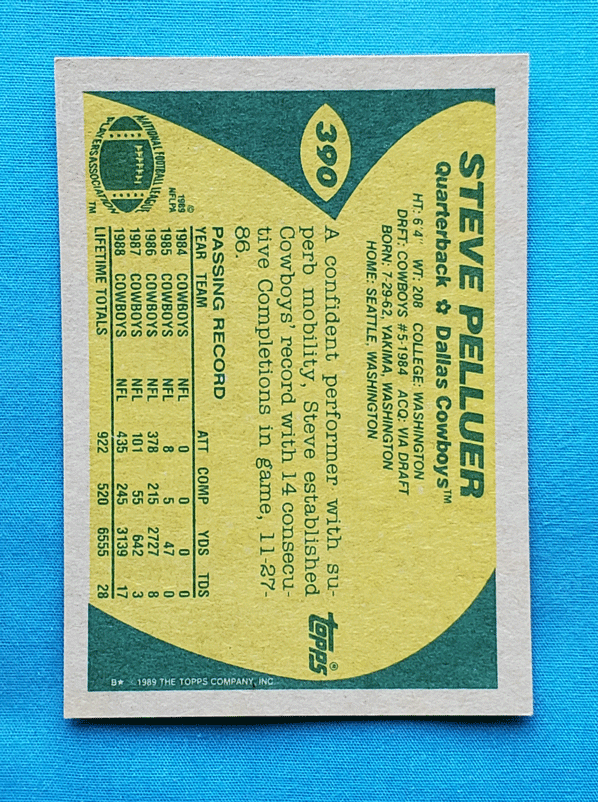 390
STEVE PELLUER
Quarterback ✿ Dallas Cowboys™
HT: 6'4" WT: 208 COLLEGE: WASHINGTON
DRFT: COWBOYS #5-1984 ACQ: VIA DRAFT
BORN: 7-29-62, YAKIMA, WASHINGTON
HOME: SEATTLE, WASHINGTON
A confident performer with su-
perb mobility, Steve established
Cowboys' record with 14 consecu-
tive Completions in game, 11-27-
86.
topps®
PASSING RECORD
YEAR TEAM ATT COMP YDS TDS
1984 COWBOYS NFL 0 0 0 0
1985 COWBOYS NFL 8 5 47 0
1986 COWBOYS NFL 378 215 2727 8
1987 COWBOYS NFL 101 55 642 3
1988 COWBOYS NFL 435 245 3139 17
LIFETIME TOTALS 922 520 6555 28
NATIONAL FOOTBALL LEAGUE
PLAYERS ASSOCIATION
™
©
1989
NFLPA
B* ©1989 THE TOPPS COMPANY, INC.